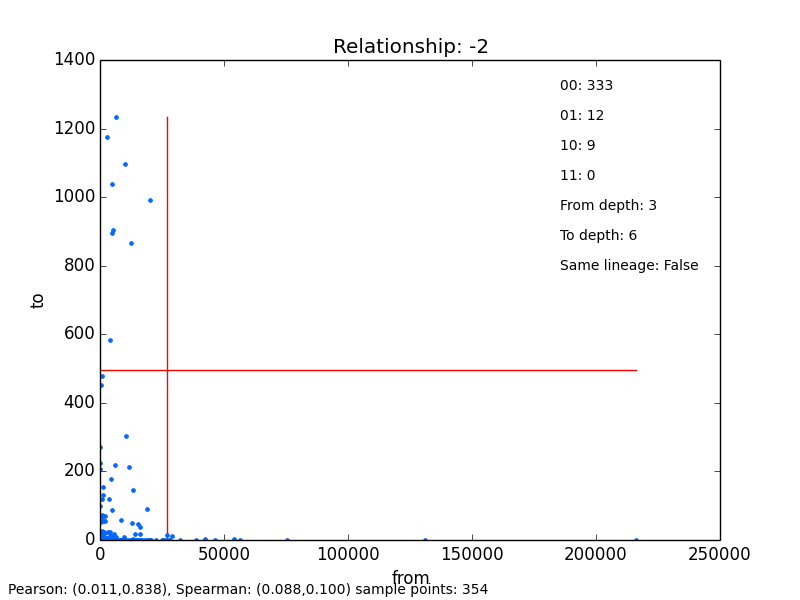 Relationship: -2
1400
1200
1000
800
600
400
200
0
to
00: 333
01: 12
10: 9
11: 0
From depth: 3
To depth: 6
Same lineage: False
0 50000 100000 150000 200000 250000
from
Pearson: (0.011,0.838), Spearman: (0.088,0.100) sample points: 354